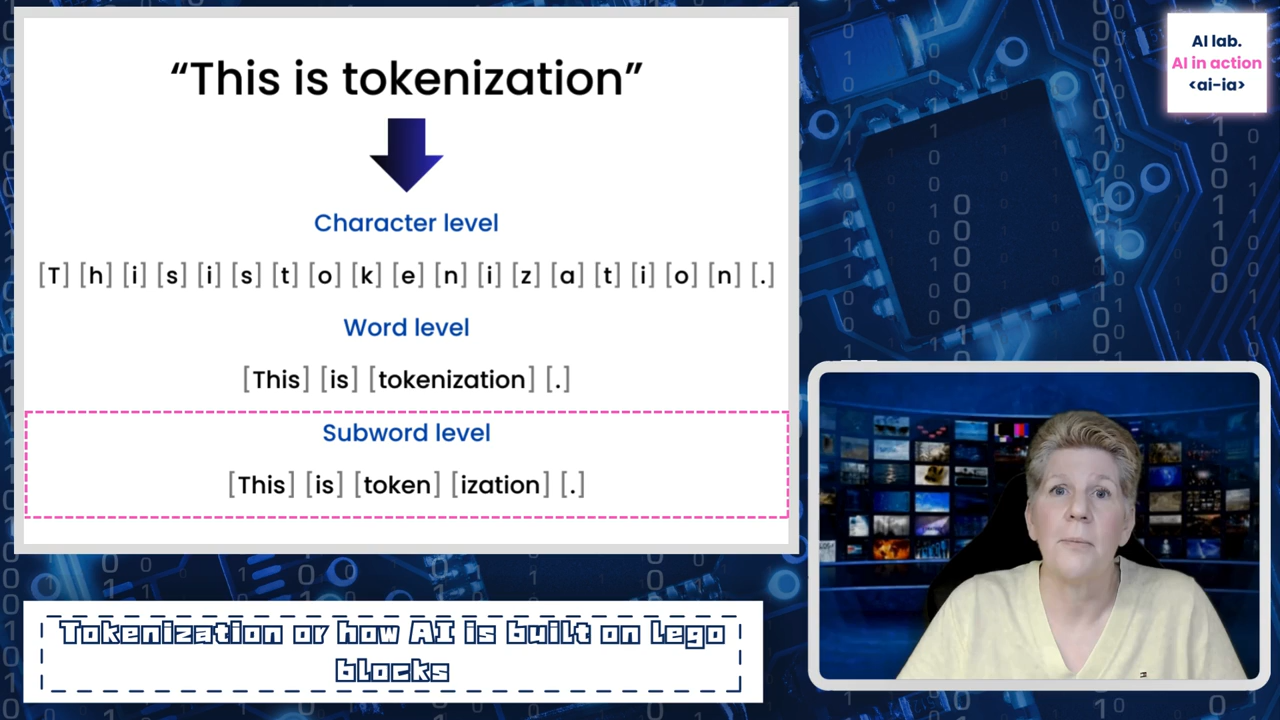 “This is tokenization”
Character level
[T] [h] [i] [s] [i] [s] [t] [o] [k] [e] [n] [i] [z] [a] [t] [i] [o] [n] [.]
Word level
[This] [is] [tokenization] [.]
Subword level
[This] [is] [token] [ization] [.]
Tokenization or how AI is built on lego
blocks
AI lab.
AI in action
<ai-ia>